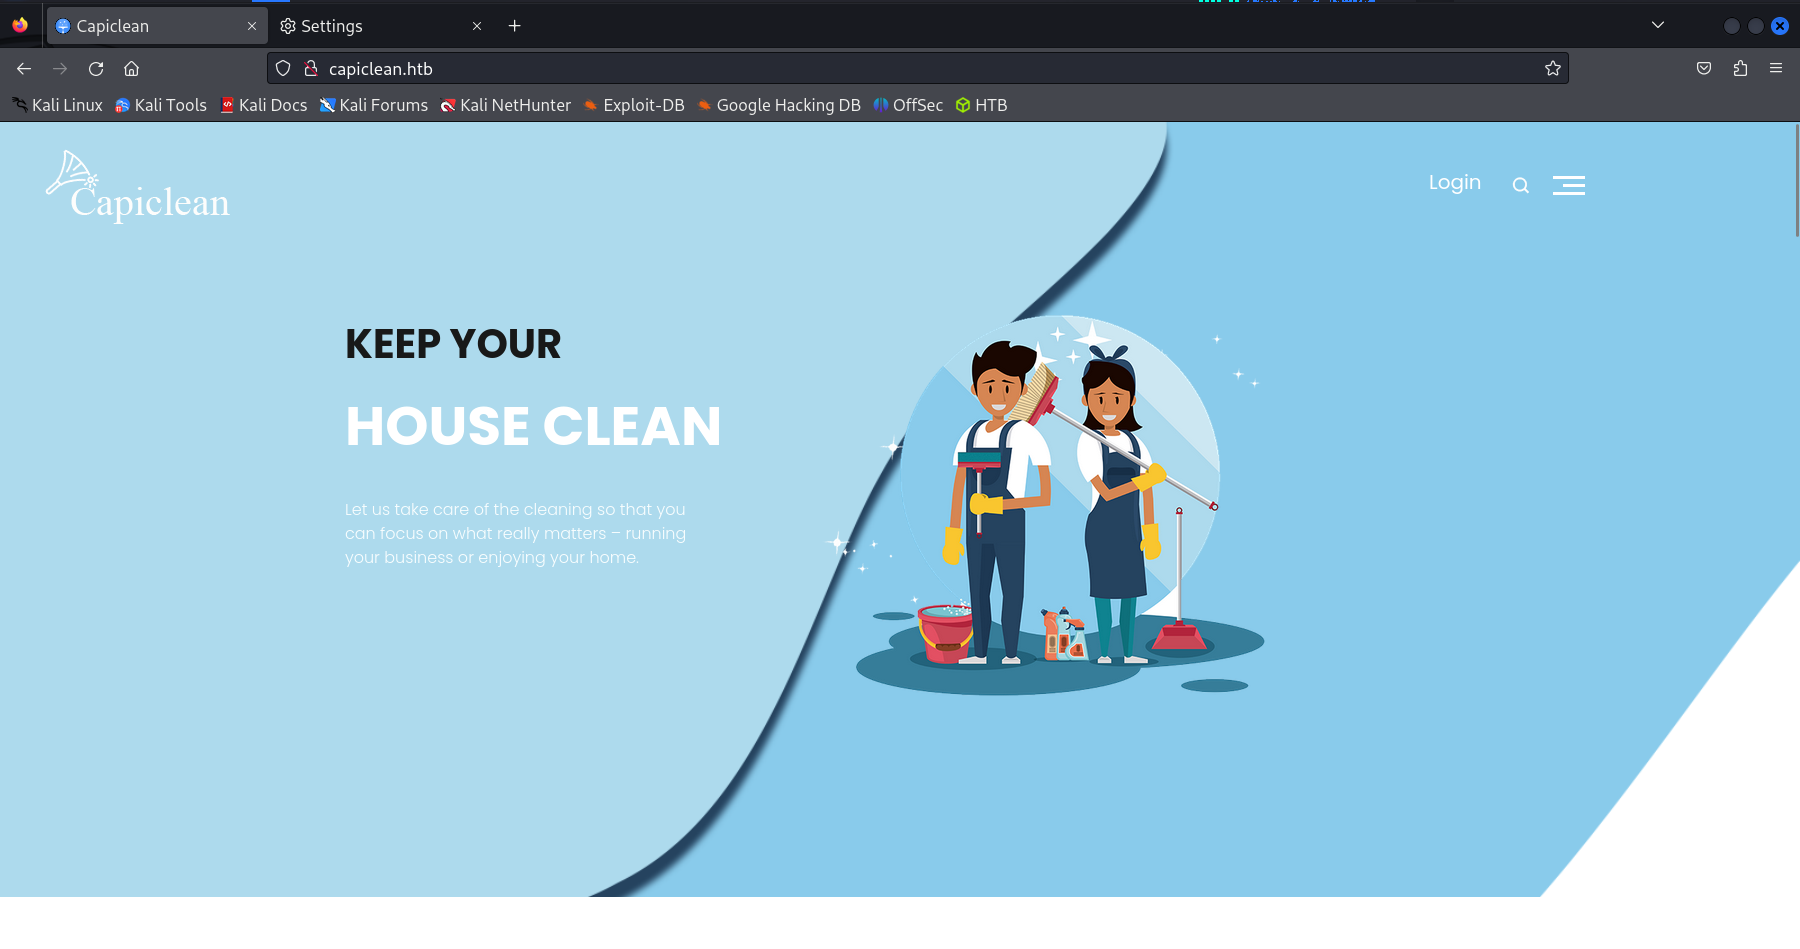 Capiclean
Settings
capiclean.htb
Kali Linux
Kali Tools
Kali Docs
Kali Forums
Kali NetHunter
Exploit-DB
Google Hacking DB
OffSec
HTB
Capiclean
Login
KEEP YOUR
HOUSE CLEAN
Let us take care of the cleaning so that you
can focus on what really matters – running
your business or enjoying your home.